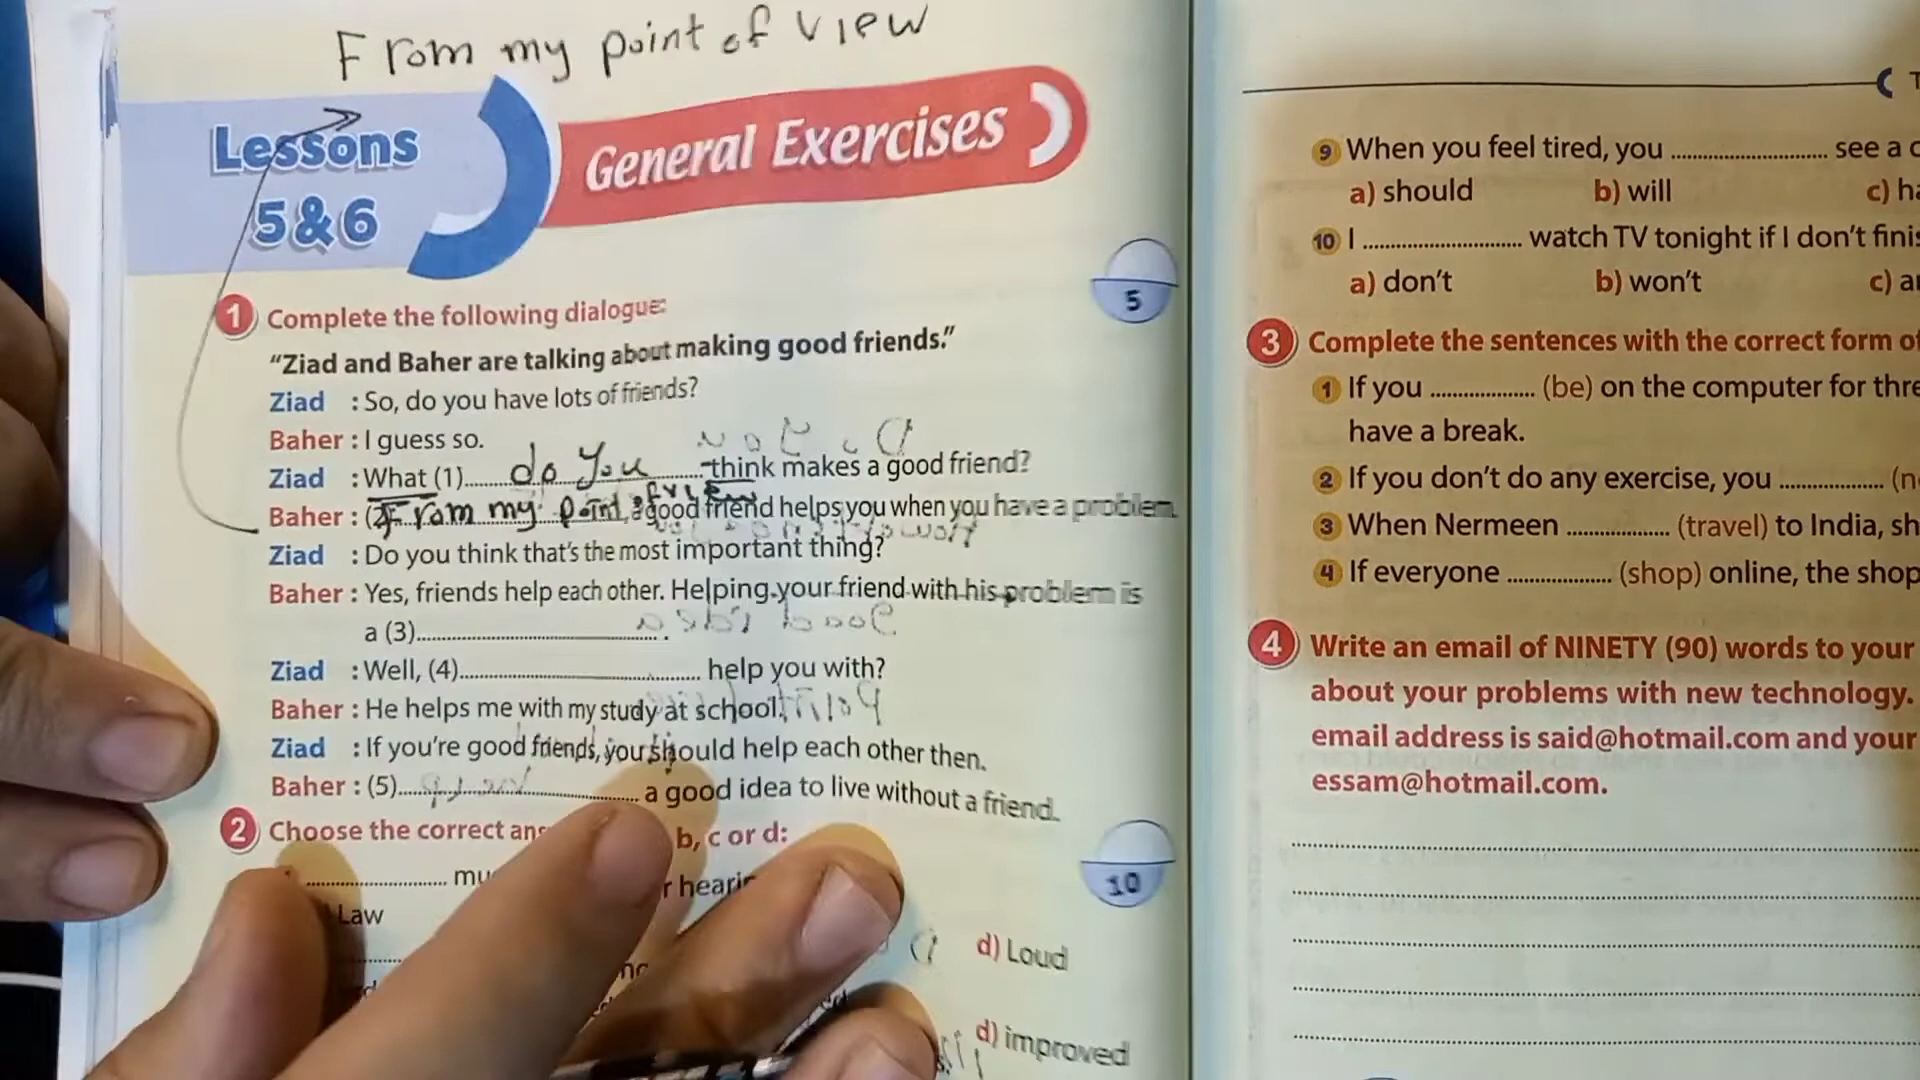 From my point of view
Lessons
5&6
General Exercises
5
1 Complete the following dialogue:
"Ziad and Baher are talking about making good friends."
Ziad : So, do you have lots of friends?
Baher : I guess so.
Ziad : What (1)........ do you ........ think makes a good friend?
Baher : (2) From my point of view, a good friend helps you when you have a problem.
Ziad : Do you think that's the most important thing?
Baher : Yes, friends help each other. Helping your friend with his problem is
a (3)........................ .
Ziad : Well, (4)........................ help you with?
Baher : He helps me with my study at school.
Ziad : If you're good friends, you should help each other then.
Baher : (5)........................ a good idea to live without a friend.
2 Choose the correct b, c or d:
10
Law
d) Loud
d) improved
9 When you feel tired, you ........................ see a
a) should b) will c)
10 I ........................ watch TV tonight if I don't
a) don't b) won't c)
3 Complete the sentences with the correct form
1 If you .................. (be) on the computer for
have a break.
2 If you don't do any exercise, you ..................
3 When Nermeen .................. (travel) to India,
4 If everyone .................. (shop) online, the
4 Write an email of NINETY (90) words to your
about your problems with new technology.
email address is said@hotmail.com and your
essam@hotmail.com.